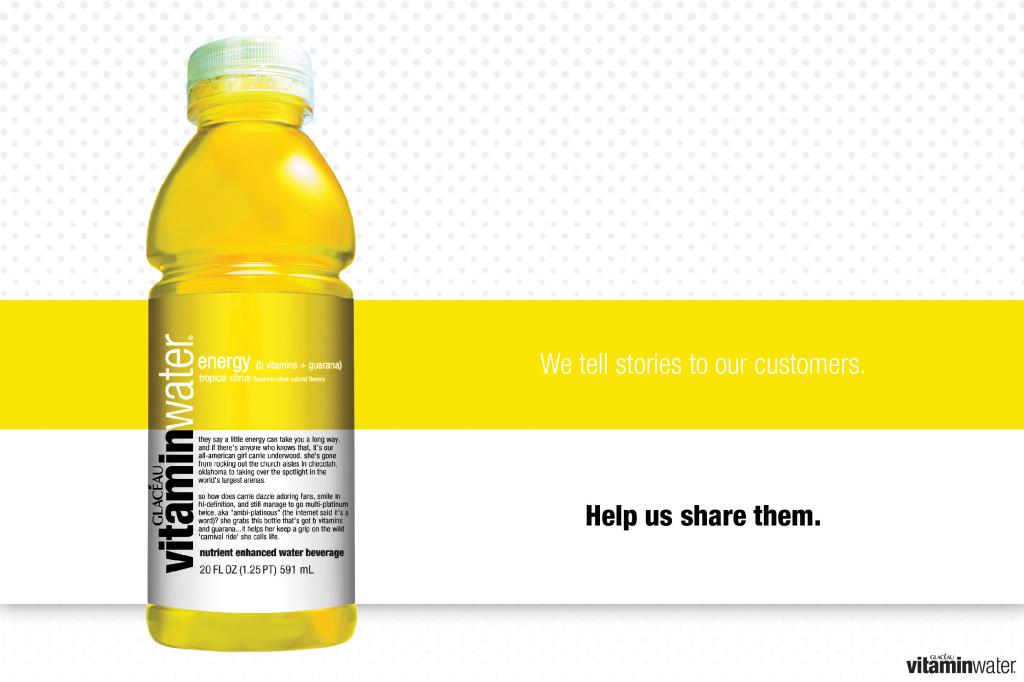 GLACÉAU
vitaminwater®
energy (b vitamins + guarana)
tropical citrus flavored+other natural flavors
they say a little energy can take you a long way.
and if there's anyone who knows that, it's our
all-american girl carrie underwood. she's gone
from rocking out the church aisles in checotah,
oklahoma to taking over the spotlight in the
world's largest arenas.
so how does carrie dazzle adoring fans, smile in
hi-definition, and still manage to go multi-platinum
twice. aka "ambi-platinous" (the internet said it's a
word)? she grabs this bottle that's got b vitamins
and guarana...it helps her keep a grip on the wild
'carnival ride' she calls life.
nutrient enhanced water beverage
20 FL OZ (1.25 PT) 591 mL
We tell stories to our customers.
Help us share them.
GLACÉAU
vitaminwater